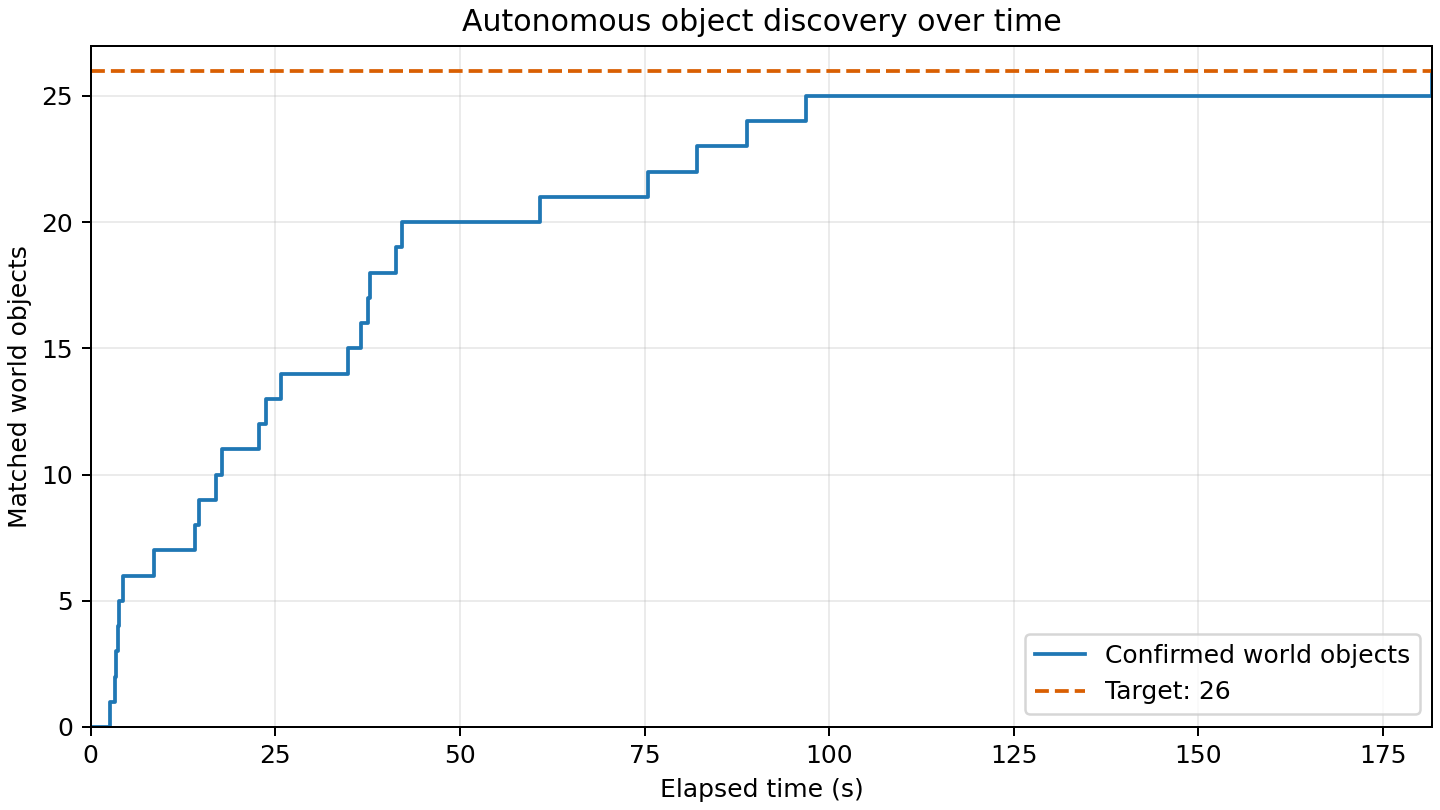 Autonomous object discovery over time
Matched world objects
25
20
15
10
5
0
0 25 50 75 100 125 150 175
Elapsed time (s)
Confirmed world objects
Target: 26